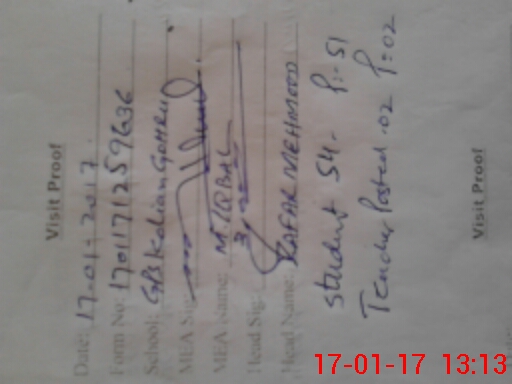 Visit Proof
Date: 17-01-2017
Form No: 1701171259636
School: GPS Kolian Gohru
MEA Sig:
MEA Name: M. IQBAL
Head Sig:
Head Name: ZAFAR MEHMOOD
Student 54- P:-51
Teacher Posted .02 P:02
Visit Proof
17-01-17 13:13